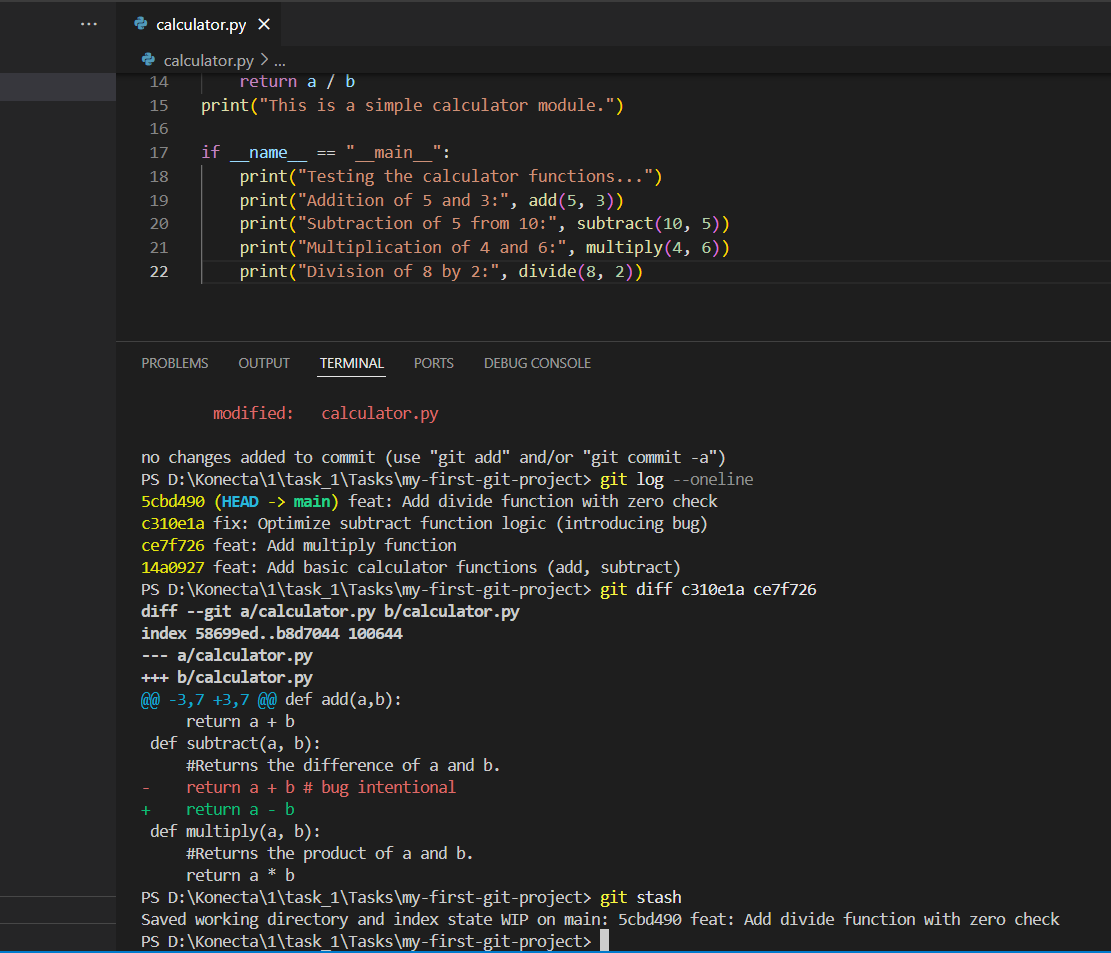 ... calculator.py ×
calculator.py > ...
14     return a / b
15 print("This is a simple calculator module.")
16
17 if __name__ == "__main__":
18     print("Testing the calculator functions...")
19     print("Addition of 5 and 3:", add(5, 3))
20     print("Subtraction of 5 from 10:", subtract(10, 5))
21     print("Multiplication of 4 and 6:", multiply(4, 6))
22     print("Division of 8 by 2:", divide(8, 2))
PROBLEMS OUTPUT TERMINAL PORTS DEBUG CONSOLE
        modified:   calculator.py
no changes added to commit (use "git add" and/or "git commit -a")
PS D:\Konecta\1\task_1\Tasks\my-first-git-project> git log --oneline
5cbd490 (HEAD -> main) feat: Add divide function with zero check
c310e1a fix: Optimize subtract function logic (introducing bug)
ce7f726 feat: Add multiply function
14a0927 feat: Add basic calculator functions (add, subtract)
PS D:\Konecta\1\task_1\Tasks\my-first-git-project> git diff c310e1a ce7f726
diff --git a/calculator.py b/calculator.py
index 58699ed..b8d7044 100644
--- a/calculator.py
+++ b/calculator.py
@@ -3,7 +3,7 @@ def add(a,b):
     return a + b
 def subtract(a, b):
     #Returns the difference of a and b.
-    return a + b # bug intentional
+    return a - b
 def multiply(a, b):
     #Returns the product of a and b.
     return a * b
PS D:\Konecta\1\task_1\Tasks\my-first-git-project> git stash
Saved working directory and index state WIP on main: 5cbd490 feat: Add divide function with zero check
PS D:\Konecta\1\task_1\Tasks\my-first-git-project>